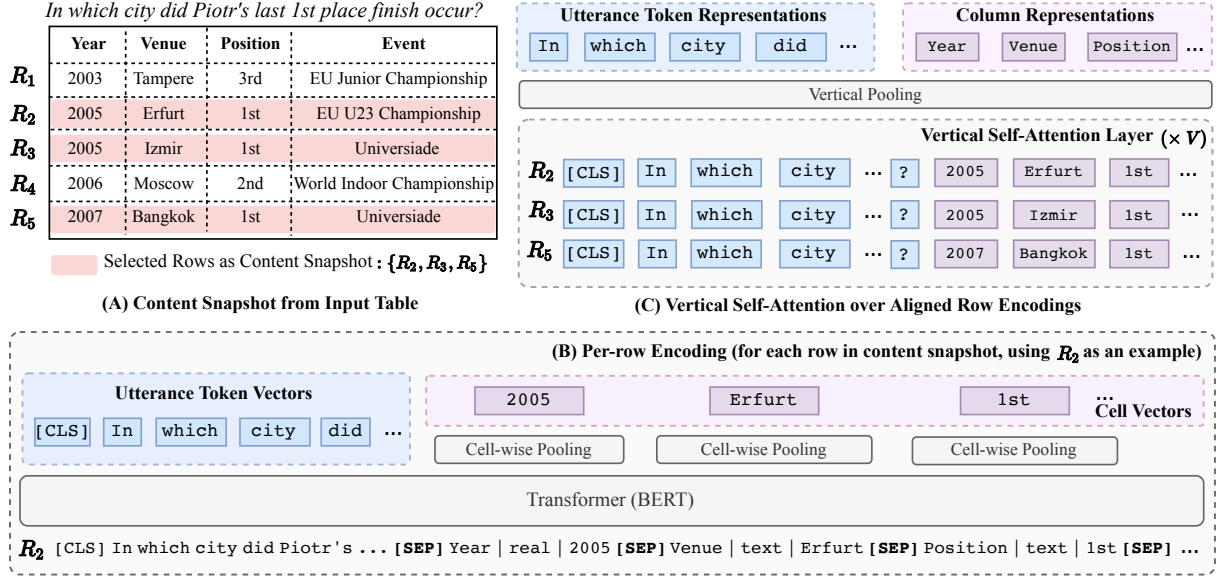 In which city did Piotr's last 1st place finish occur?
Year Venue Position Event
R1 2003 Tampere 3rd EU Junior Championship
R2 2005 Erfurt 1st EU U23 Championship
R3 2005 Izmir 1st Universiade
R4 2006 Moscow 2nd World Indoor Championship
R5 2007 Bangkok 1st Universiade
Selected Rows as Content Snapshot : {R2, R3, R5}
(A) Content Snapshot from Input Table
Utterance Token Representations
In which city did ...
Column Representations
Year Venue Position ...
Vertical Pooling
Vertical Self-Attention Layer (× V)
R2 [CLS] In which city ... ? 2005 Erfurt 1st ...
R3 [CLS] In which city ... ? 2005 Izmir 1st ...
R5 [CLS] In which city ... ? 2007 Bangkok 1st ...
(C) Vertical Self-Attention over Aligned Row Encodings
(B) Per-row Encoding (for each row in content snapshot, using R2 as an example)
Utterance Token Vectors
[CLS] In which city did ...
2005 Erfurt 1st ...
Cell Vectors
Cell-wise Pooling Cell-wise Pooling Cell-wise Pooling
Transformer (BERT)
R2 [CLS] In which city did Piotr's ... [SEP] Year | real | 2005 [SEP] Venue | text | Erfurt [SEP] Position | text | 1st [SEP] ...